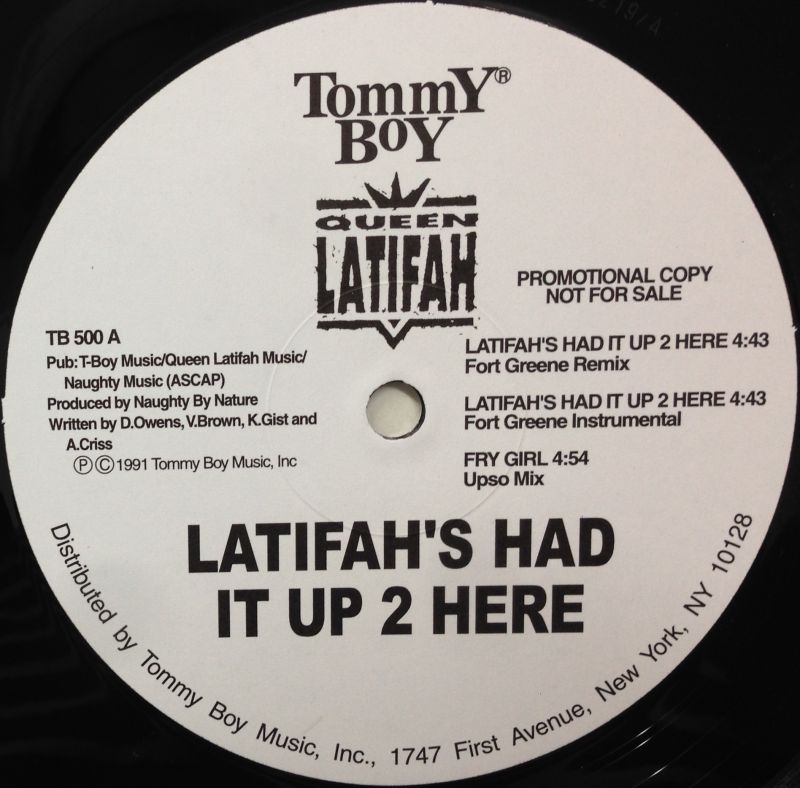 Tommy®
Boy
QUEEN
LATIFAH
PROMOTIONAL COPY
NOT FOR SALE
TB 500 A
Pub:T-Boy Music/Queen Latifah Music/
Naughty Music (ASCAP)
Produced by Naughty By Nature
Written by D.Owens, V.Brown, K.Gist and
A.Criss
ⓅⒸ1991 Tommy Boy Music, Inc
LATIFAH'S HAD IT UP 2 HERE 4:43
Fort Greene Remix
LATIFAH'S HAD IT UP 2 HERE 4:43
Fort Greene Instrumental
FRY GIRL 4:54
Upso Mix
LATIFAH'S HAD
IT UP 2 HERE
Distributed by Tommy Boy Music, Inc., 1747 First Avenue, New York, NY 10128